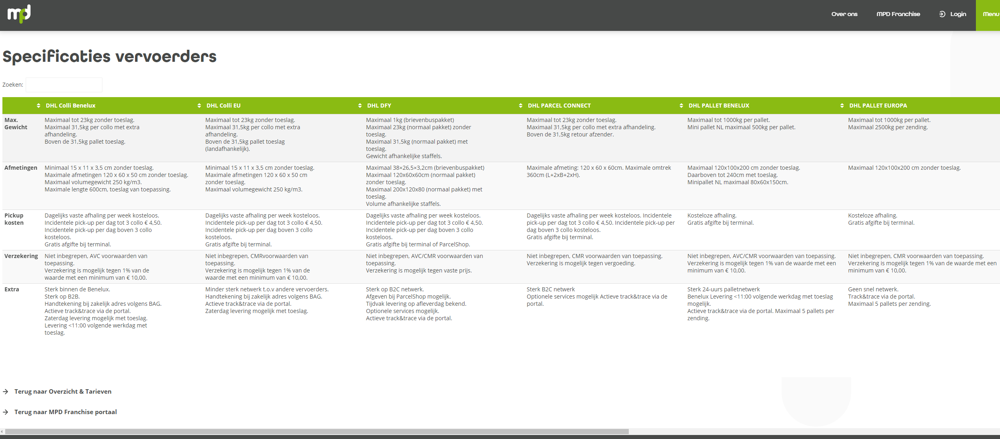 mpd
Over ons
MPD Franchise
Login
Menu
Specificaties vervoerders
Zoeken:
DHL Colli Benelux
DHL Colli EU
DHL DFY
DHL PARCEL CONNECT
DHL PALLET BENELUX
DHL PALLET EUROPA
Max.
Gewicht
Maximaal tot 23kg zonder toeslag.
Maximaal 31,5kg per collo met extra
afhandeling.
Boven de 31,5kg pallet toeslag.
Maximaal tot 23kg zonder toeslag.
Maximaal 31,5kg per collo met extra
afhandeling.
Boven de 31,5kg pallet toeslag
(landafhankelijk).
Maximaal 1kg (brievenbuspakket)
Maximaal 23kg (normaal pakket) zonder
toeslag.
Maximaal 31,5kg (normaal pakket) met
toeslag.
Gewicht afhankelijke staffels.
Maximaal tot 23kg zonder toeslag.
Maximaal 31,5kg per collo met extra afhandeling.
Boven de 31,5kg retour afzender.
Maximaal tot 1000kg per pallet.
Mini pallet NL maximaal 500kg per pallet.
Maximaal tot 1000kg per pallet.
Maximaal 2500kg per zending.
Afmetingen
Minimaal 15 x 11 x 3,5 cm zonder toeslag.
Maximale afmetingen 120 x 60 x 50 cm zonder toeslag.
Maximaal volumegewicht 250 kg/m3.
Maximale lengte 600cm, toeslag van toepassing.
Minimaal 15 x 11 x 3,5 cm zonder toeslag.
Maximale afmetingen 120 x 60 x 50 cm
zonder toeslag.
Maximaal volumegewicht 250 kg/m3.
Maximaal 38×26,5×3,2cm (brievenbuspakket)
Maximaal 120x60x60cm (normaal pakket)
zonder toeslag.
Maximaal 200x120x80 (normaal pakket) met
toeslag.
Volume afhankelijke staffels.
Maximale afmeting: 120 x 60 x 60cm. Maximale omtrek
360cm (L+2xB+2xH).
Maximaal 120x100x200 cm zonder toeslag.
Daarboven tot 240cm met toeslag.
Minipallet NL maximaal 80x60x150cm.
Maximaal 120x100x200 cm zonder toeslag.
Pickup
kosten
Dagelijks vaste afhaling per week kosteloos.
Incidentele pick-up per dag tot 3 collo € 4,50.
Incidentele pick-up per dag boven 3 collo
kosteloos.
Gratis afgifte bij terminal.
Dagelijks vaste afhaling per week kosteloos.
Incidentele pick-up per dag tot 3 collo € 4,50.
Incidentele pick-up per dag boven 3 collo
kosteloos.
Gratis afgifte bij terminal.
Dagelijks vaste afhaling per week kosteloos.
Incidentele pick-up per dag tot 3 collo € 4,50.
Incidentele pick-up per dag boven 3 collo
kosteloos.
Gratis afgifte bij terminal of ParcelShop.
Dagelijks vaste afhaling per week kosteloos. Incidentele
pick-up per dag tot 3 collo € 4,50. Incidentele pick-up per
dag boven 3 collo kosteloos.
Gratis afgifte bij terminal.
Kosteloze afhaling.
Gratis afgifte bij terminal.
Kosteloze afhaling.
Gratis afgifte bij terminal.
Verzekering
Niet inbegrepen, AVC voorwaarden van
toepassing.
Verzekering is mogelijk tegen 1% van de
waarde met een minimum van € 10,00.
Niet inbegrepen, CMRvoorwaarden van
toepassing.
Verzekering is mogelijk tegen 1% van de
waarde met een minimum van € 10,00.
Niet inbegrepen, AVC/CMR voorwaarden van
toepassing.
Verzekering is mogelijk tegen vaste prijs.
Niet inbegrepen, CMR voorwaarden van toepassing.
Verzekering is mogelijk tegen vergoeding.
Niet inbegrepen, AVC/CMR voorwaarden van toepassing.
Verzekering is mogelijk tegen 1% van de waarde met een
minimum van € 10,00.
Niet inbegrepen, CMR voorwaarden van toepassing.
Verzekering is mogelijk tegen 1% van de waarde met een
minimum van € 10,00.
Extra
Sterk binnen de Benelux.
Sterk op B2B.
Handtekening bij zakelijk adres volgens BAG.
Actieve track&trace via de portal.
Zaterdag levering mogelijk met toeslag.
Levering <11:00 volgende werkdag met
toeslag.
Minder sterk netwerk t.o.v andere vervoerders.
Handtekening bij zakelijk adres volgens BAG.
Actieve track&trace via de portal.
Zaterdag levering mogelijk met toeslag.
Sterk op B2C netwerk.
Afgeven bij ParcelShop mogelijk.
Tijdvak levering op afleverdag bekend.
Optionele services mogelijk.
Actieve track&trace via de portal.
Sterk B2C netwerk
Optionele services mogelijk Actieve track&trace via de
portal.
Sterk 24-uurs palletnetwerk
Benelux Levering <11:00 volgende werkdag met toeslag
mogelijk.
Actieve track&trace via de portal. Maximaal 5 pallets per
zending.
Geen snel netwerk.
Track&trace via de portal.
Maximaal 5 pallets per zending.
Terug naar Overzicht & Tarieven
Terug naar MPD Franchise portaal